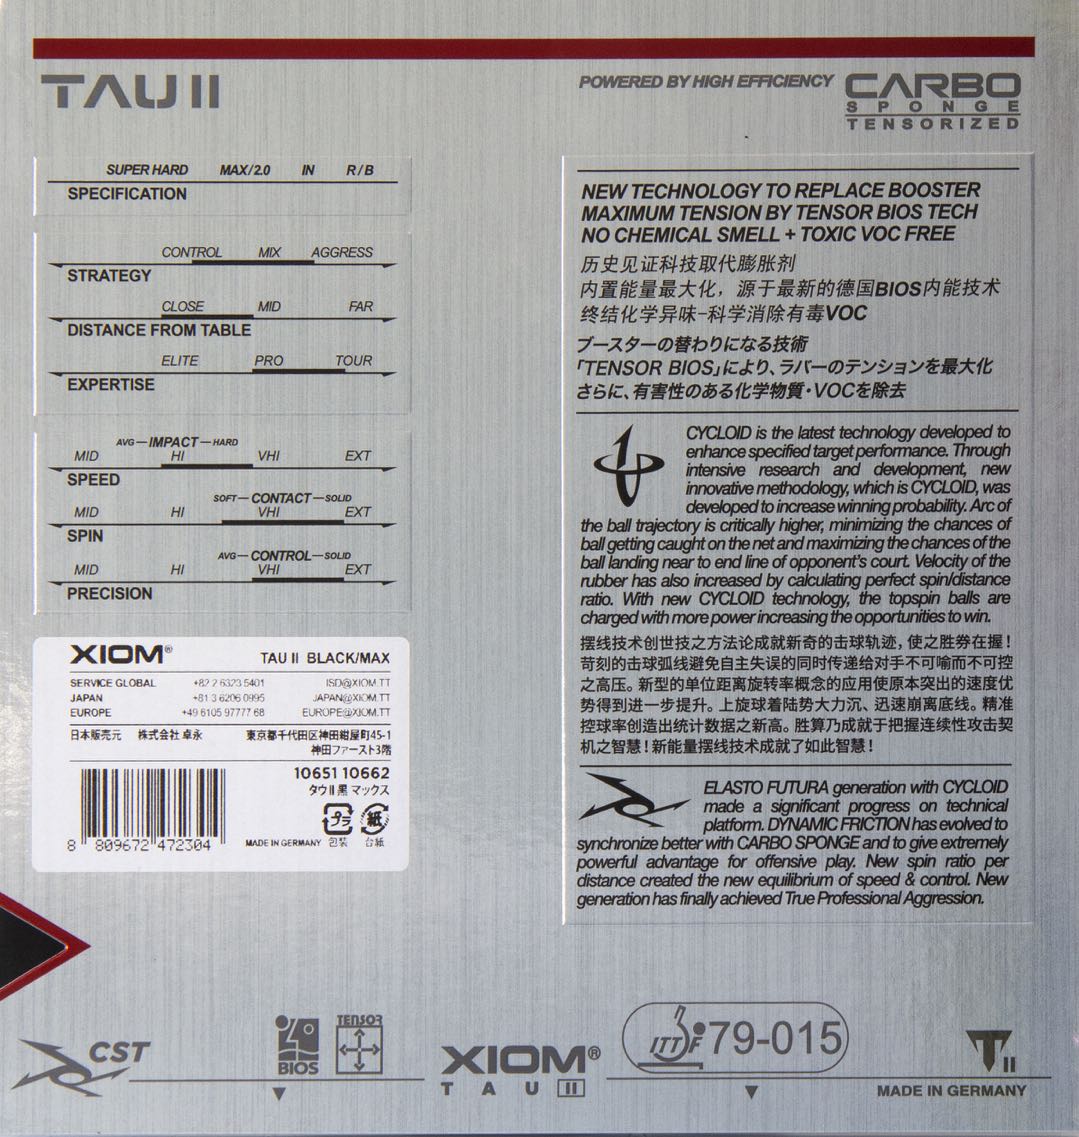 TAU II
POWERED BY HIGH EFFICIENCY CARBO
SPONGE
TENSORIZED
SUPER HARD MAX/2.0 IN R/B
SPECIFICATION
CONTROL MIX AGGRESS
STRATEGY
CLOSE MID FAR
DISTANCE FROM TABLE
ELITE PRO TOUR
EXPERTISE
AVG—IMPACT—HARD
MID HI VHI EXT
SPEED
SOFT—CONTACT—SOLID
MID HI VHI EXT
SPIN
AVG—CONTROL—SOLID
MID HI VHI EXT
PRECISION
XIOM® TAU II BLACK/MAX
SERVICE GLOBAL +82 2 6323 5401 ISD@XIOM.TT
JAPAN +81 3 6206 0995 JAPAN@XIOM.TT
EUROPE +49 6105 97777 68 EUROPE@XIOM.TT
日本販売元 株式会社 卓永 東京都千代田区神田紺屋町45-1
神田ファースト3階
10651 10662
タウⅡ黒 マックス
プラ 紙
8 809672 472304 MADE IN GERMANY 包装 台紙
NEW TECHNOLOGY TO REPLACE BOOSTER
MAXIMUM TENSION BY TENSOR BIOS TECH
NO CHEMICAL SMELL + TOXIC VOC FREE
历史见证科技取代膨胀剂
内置能量最大化，源于最新的德国BIOS内能技术
终结化学异味-科学消除有毒VOC
ブースターの替わりになる技術
「TENSOR BIOS」により、ラバーのテンションを最大化
さらに、有害性のある化学物質・VOCを除去
CYCLOID is the latest technology developed to
enhance specified target performance. Through
intensive research and development, new
innovative methodology, which is CYCLOID, was
developed to increase winning probability. Arc of
the ball trajectory is critically higher, minimizing the chances of
ball getting caught on the net and maximizing the chances of the
ball landing near to end line of opponent's court. Velocity of the
rubber has also increased by calculating perfect spin/distance
ratio. With new CYCLOID technology, the topspin balls are
charged with more power increasing the opportunities to win.
摆线技术创世技之方法论成就新奇的击球轨迹，使之胜券在握！
苛刻的击球弧线避免自主失误的同时传递给对手不可喻而不可控
之高压。新型的单位距离旋转率概念的应用使原本突出的速度优
势得到进一步提升。上旋球着陆势大力沉、迅速崩离底线。精准
控球率创造出统计数据之新高。胜算乃成就于把握连续性攻击契
机之智慧！新能量摆线技术成就了如此智慧！
ELASTO FUTURA generation with CYCLOID
made a significant progress on technical
platform. DYNAMIC FRICTION has evolved to
synchronize better with CARBO SPONGE and to give extremely
powerful advantage for offensive play. New spin ratio per
distance created the new equilibrium of speed & control. New
generation has finally achieved True Professional Aggression.
CST
BIOS
TENSOR
XIOM®
TAU II
ITTF 79-015
T II
MADE IN GERMANY